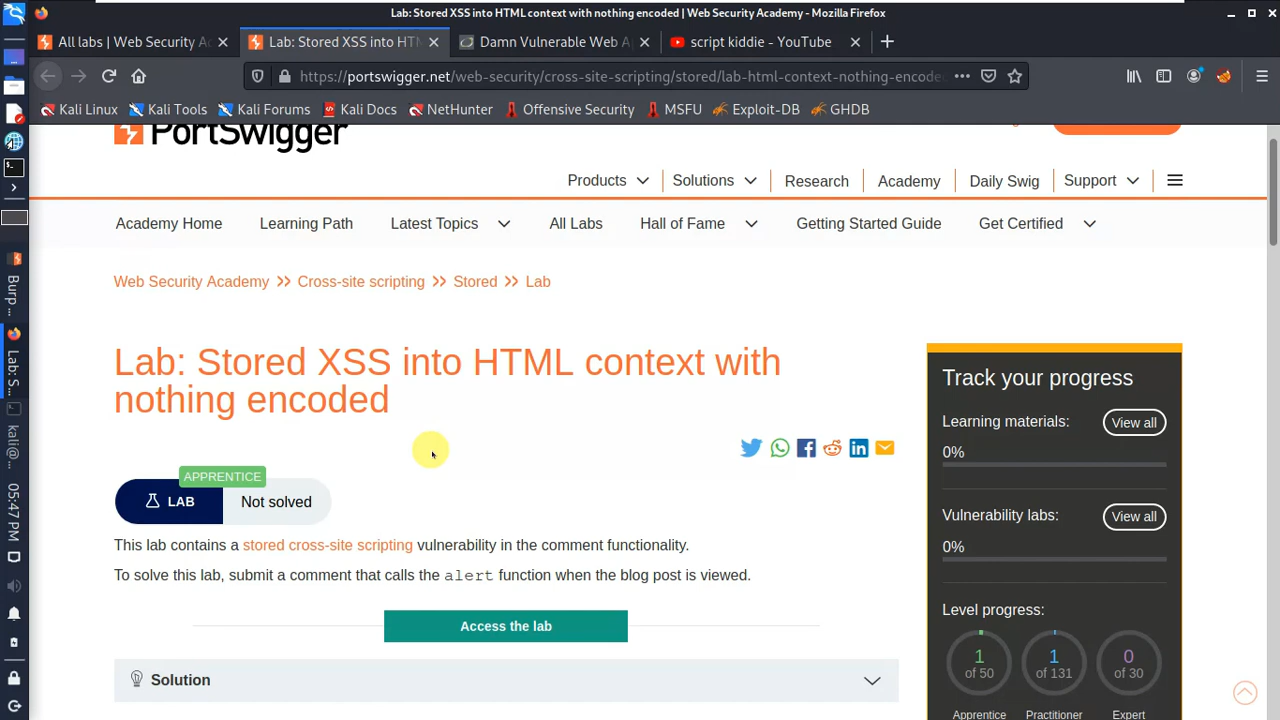 Lab: Stored XSS into HTML context with nothing encoded | Web Security Academy - Mozilla Firefox
All labs | Web Security A
Lab: Stored XSS into HTM
Damn Vulnerable Web A
script kiddie - YouTube
https://portswigger.net/web-security/cross-site-scripting/stored/lab-html-context-nothing-encode
Kali Linux
Kali Tools
Kali Forums
Kali Docs
NetHunter
Offensive Security
MSFU
Exploit-DB
GHDB
PortSwigger
Products
Solutions
Research
Academy
Daily Swig
Support
Academy Home
Learning Path
Latest Topics
All Labs
Hall of Fame
Getting Started Guide
Get Certified
Web Security Academy >> Cross-site scripting >> Stored >> Lab
Lab: Stored XSS into HTML context with
nothing encoded
APPRENTICE
LAB
Not solved
This lab contains a stored cross-site scripting vulnerability in the comment functionality.
To solve this lab, submit a comment that calls the alert function when the blog post is viewed.
Access the lab
Solution
Track your progress
Learning materials:
View all
0%
Vulnerability labs:
View all
0%
Level progress:
1
of 50
1
of 131
0
of 30
Apprentice
Practitioner
Expert
Burp ...
Lab: S...
kali@...
05:47 PM